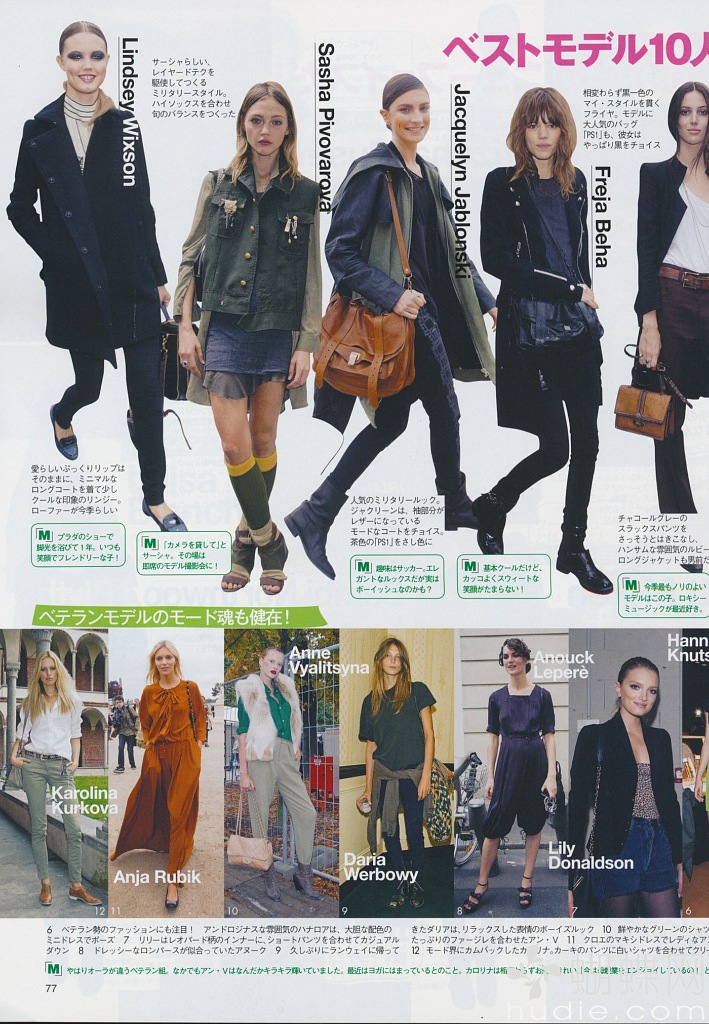 ベストモデル10人
Lindsey Wixson
サーシャらしい、
レイヤードテクを
駆使してつくる
ミリタリースタイル。
ハイソックスを合わせ
旬のバランスをつくった
Sasha Pivovarova
Jacquelyn Jablonski
相変わらず黒一色の
マイ・スタイルを貫く
フライヤ。モデルに
大人気のバッグ
「PS1」も、彼女は
やっぱり黒をチョイス
Freja Beha
愛らしいぷっくりリップは
そのままに、ミニマルな
ロングコートを着て少し
クールな印象のリンジー。
ローファーが今季らしい
M プラダのショーで
脚光を浴びて1年。いつも
笑顔でフレンドリーな子!
M 「カメラを貸して」と
サーシャ。その場は
即席のモデル撮影会に!
人気のミリタリールック。
ジャクリーンは、袖部分が
レザーになっている
モードなコートをチョイス。
茶色の「PS1」をさし色に
M 趣味はサッカー。エレ
ガントなルックスだが実は
ボーイッシュなのかも?
M 基本クールだけど、
カッコよくスウィートな
笑顔がたまらない!
チャコールグレーの
スラックスパンツを
さっそうとはきこなし、
ハンサムな雰囲気のルビー
ロングジャケットも男前だ
M 今季最もノリのよい
モデルはこの子。ロキシー
ミュージックが最近好き。
ベテランモデルのモード魂も健在!
Karolina
Kurkova
12
Anja Rubik
11
Anne
Vyalitsyna
10
Daria
Werbowy
9
Anouck
Leperè
8
Lily
Donaldson
7
Hann
Knuts
6
6 ベテラン勢のファッションにも注目! アンドロジナスな雰囲気のハナロアは、大胆な配色の
ミニドレスでポーズ 7 リリーはレオパード柄のインナーに、ショートパンツを合わせてカジュアル
ダウン 8 ドレッシーなロンパースが似合っていたアヌーク 9 久しぶりにランウェイに帰って
きたダリアは、リラックスした表情のボーイズルック 10 鮮やかなグリーンのシャツ
たっぷりのファージレを合わせたアン・V 11 クロエのマキシドレスでレディなア
12 モード界にカムバックしたカロリナ・カーキのパンツに白いシャツを合わせてクリー
M やはりオーラが違うベテラン組。なかでもアン・Vはなんだかキラキラ輝いていました。最近はヨガにはまっているとのこと。カロリナは
77
蝴蝶网
hudie.com